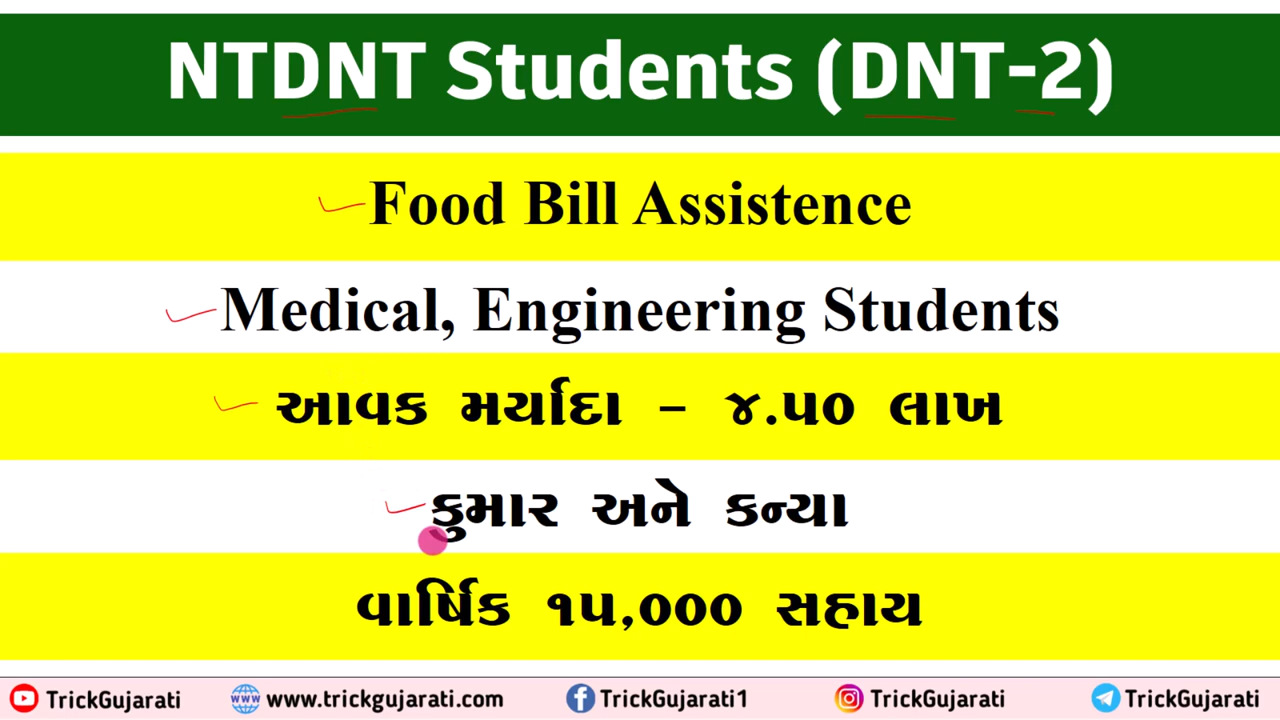 NTDNT Students (DNT-2)
Food Bill Assistence
Medical, Engineering Students
આવક મર્યાદા - ૪.૫૦ લાખ
કુમાર અને કન્યા
વાર્ષિક ૧૫,૦૦૦ સહાય
TrickGujarati www.trickgujarati.com TrickGujarati1 TrickGujarati TrickGujarati